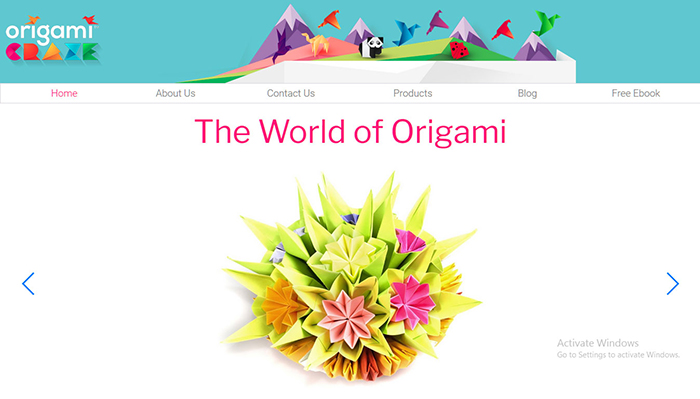 origami
CRAZE
Home About Us Contact Us Products Blog Free Ebook
The World of Origami
Activate Windows
Go to Settings to activate Windows.